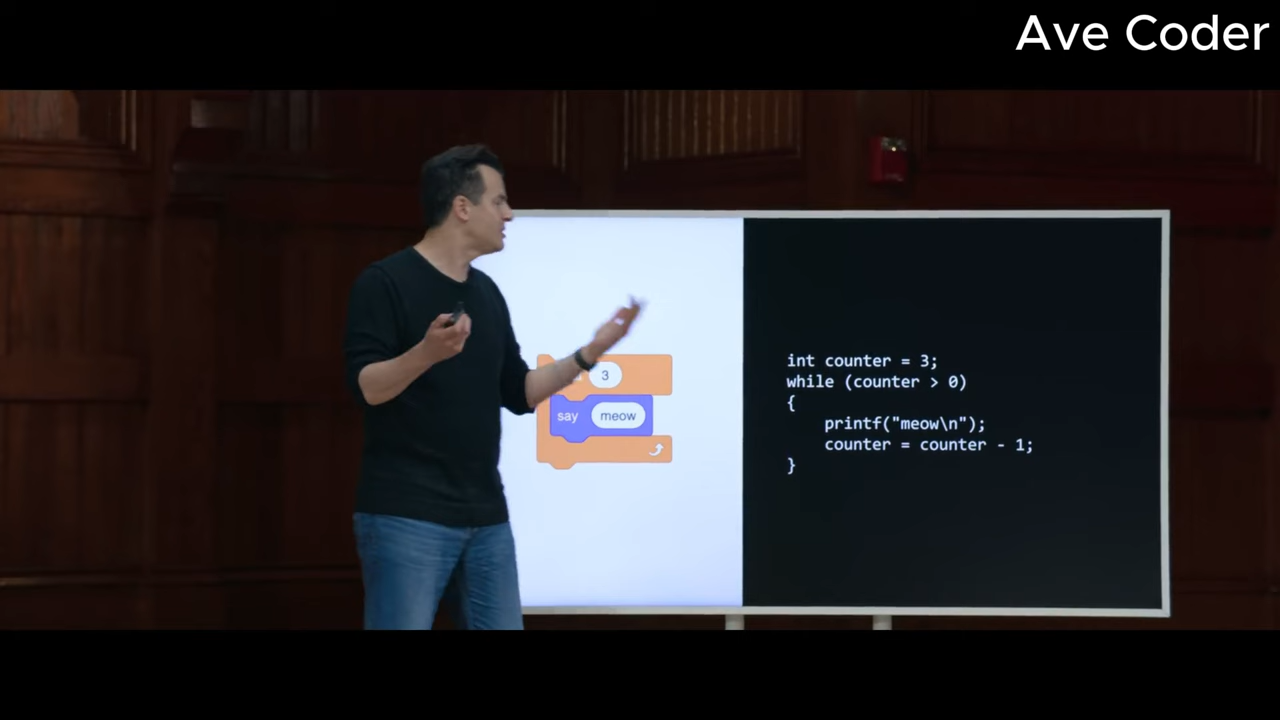 Ave Coder
3
say meow
int counter = 3;
while (counter > 0)
{
printf("meow\n");
counter = counter - 1;
}